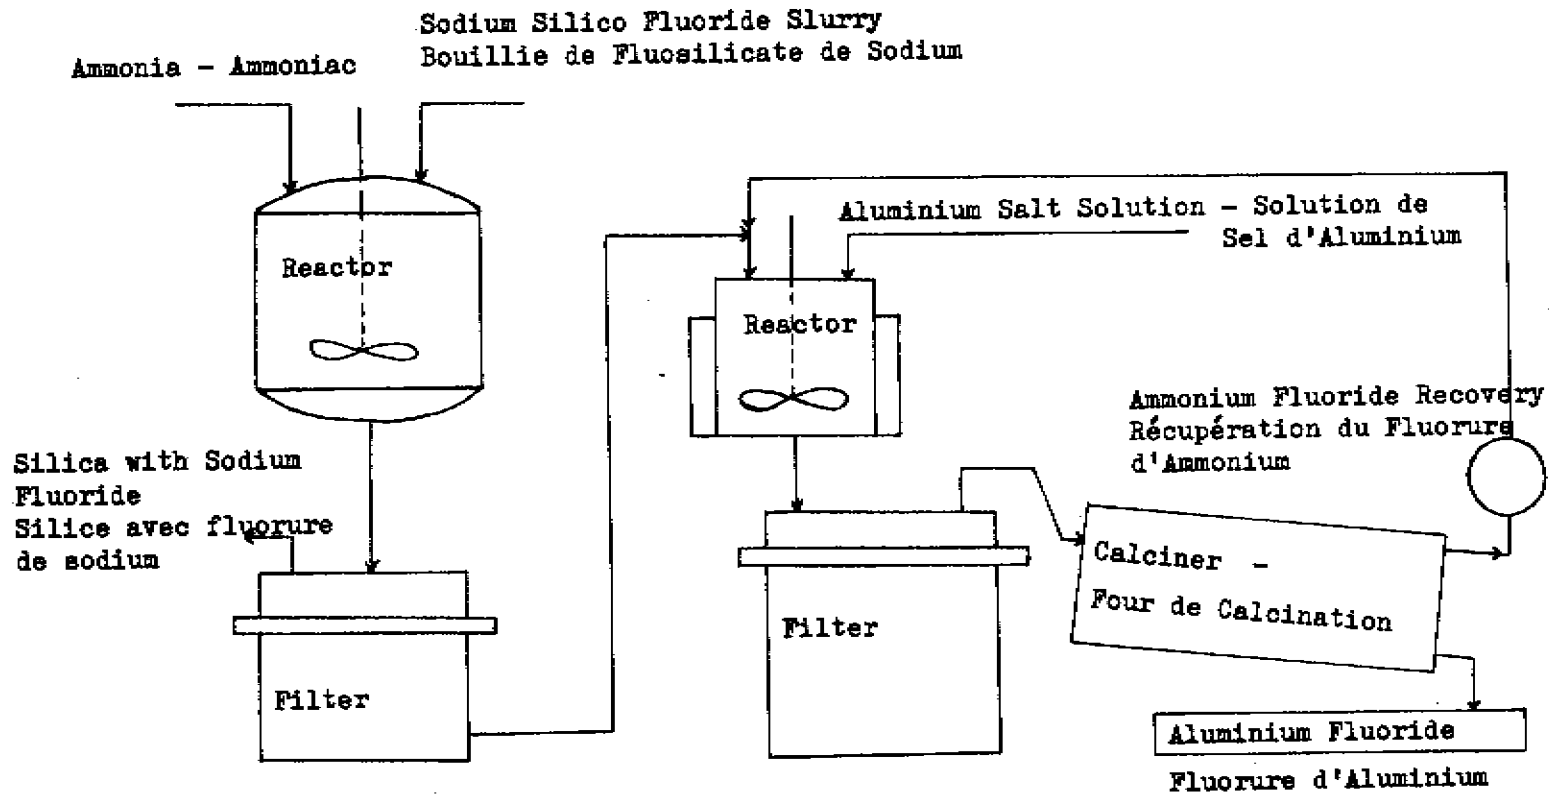 Sodium Silico Fluoride Slurry
Bouillie de Fluosilicate de Sodium
Ammonia - Ammoniac
Reactor
Aluminium Salt Solution - Solution de
Sel d'Aluminium
Reactor
Ammonium Fluoride Recovery
Récupération du Fluorure
d'Ammonium
Silica with Sodium
Fluoride
Silice avec fluorure
de sodium
Filter
Filter
Calciner -
Four de Calcination
Aluminium Fluoride
Fluorure d'Aluminium